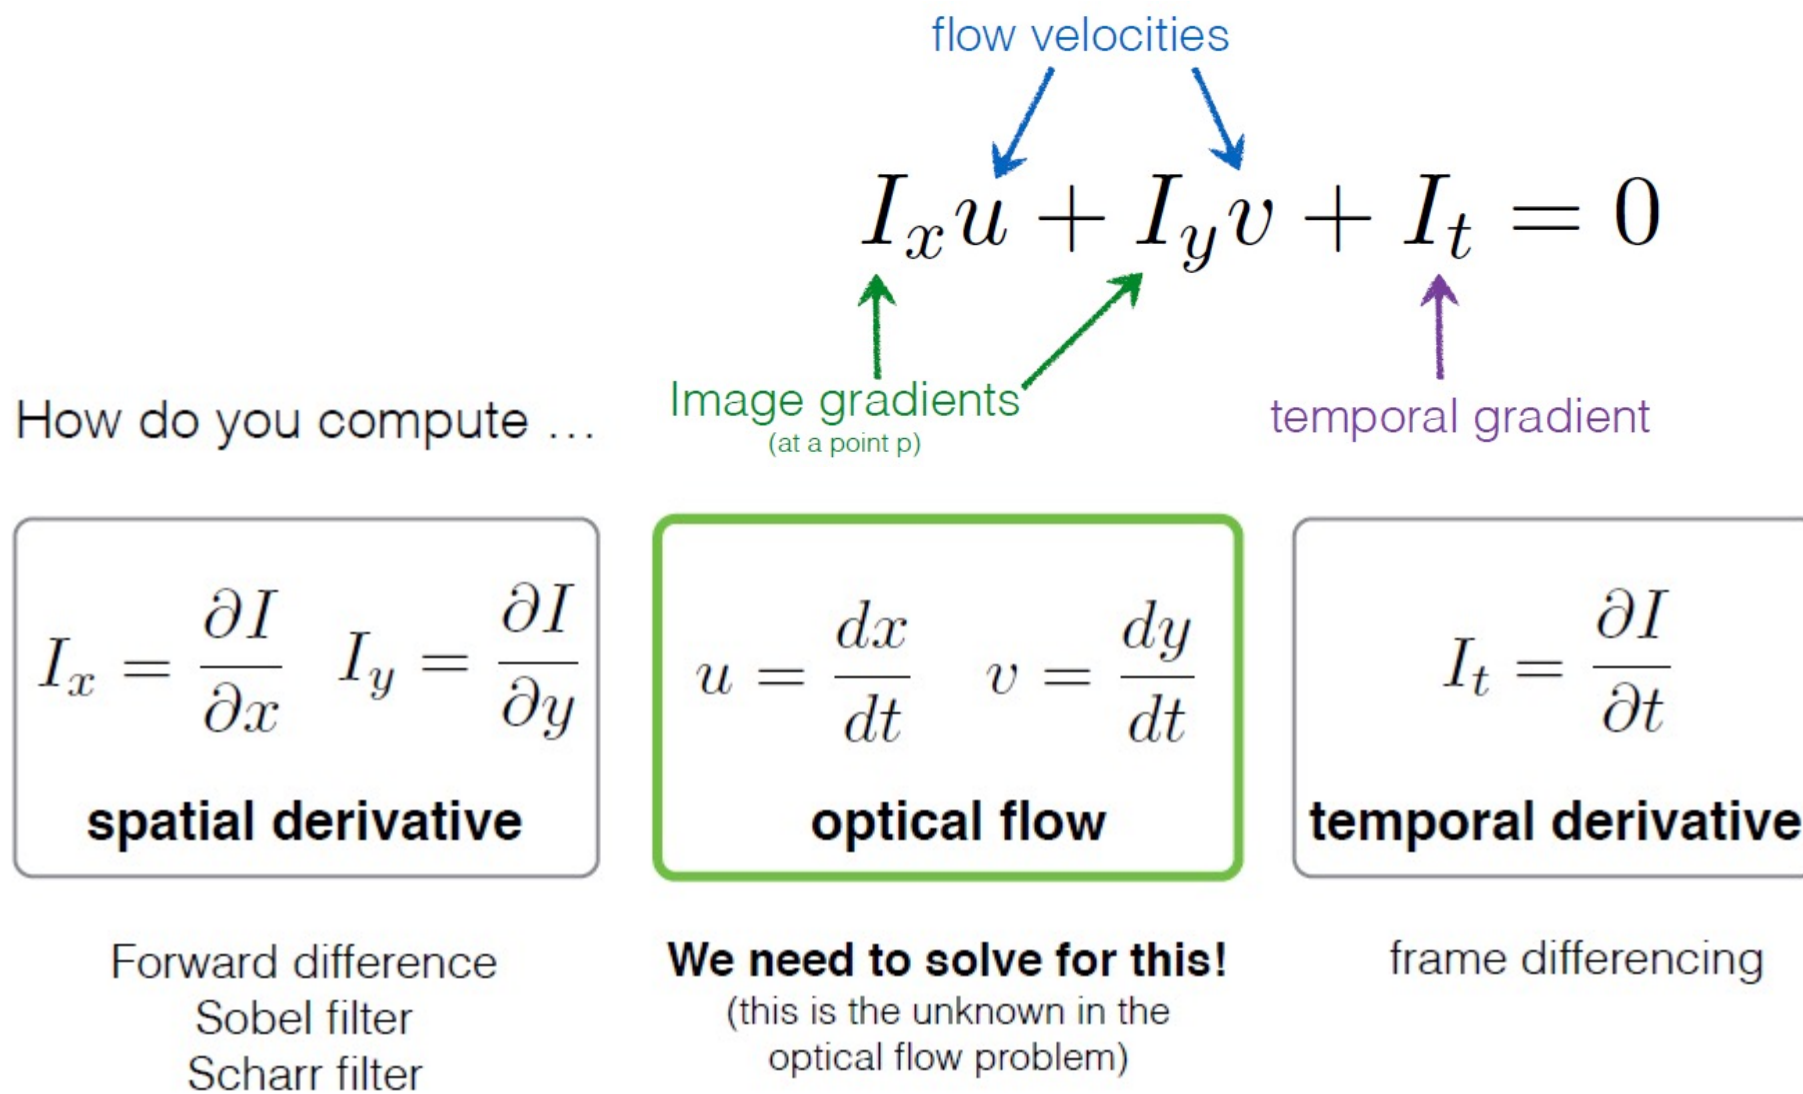 flow velocities
I_x u + I_y v + I_t = 0
Image gradients
(at a point p)
temporal gradient
How do you compute …
I_x = ∂I/∂x   I_y = ∂I/∂y
spatial derivative
u = dx/dt   v = dy/dt
optical flow
I_t = ∂I/∂t
temporal derivative
Forward difference
Sobel filter
Scharr filter
We need to solve for this!
(this is the unknown in the
optical flow problem)
frame differencing